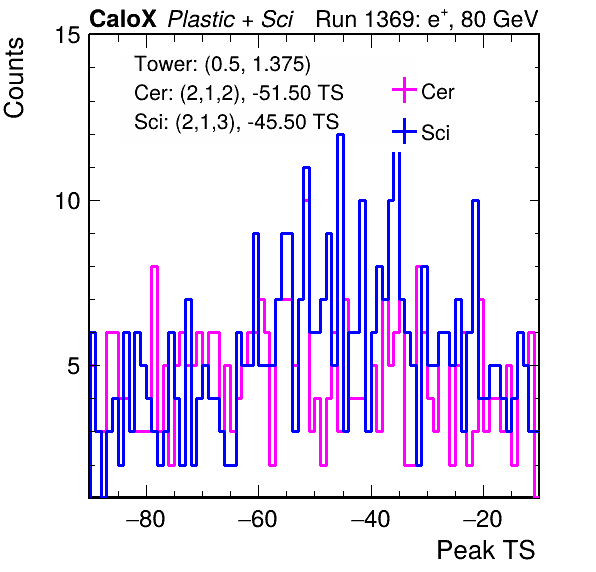 CaloX Plastic + Sci Run 1369: e+, 80 GeV
Counts
15
10
5
Tower: (0.5, 1.375)
Cer: (2,1,2), -51.50 TS
Sci: (2,1,3), -45.50 TS
Cer
Sci
−80 −60 −40 −20
Peak TS